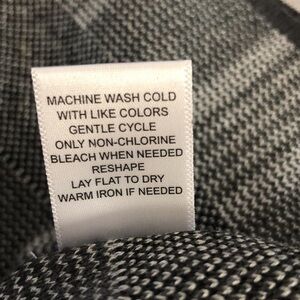 MACHINE WASH COLD
WITH LIKE COLORS
GENTLE CYCLE
ONLY NON-CHLORINE
BLEACH WHEN NEEDED
RESHAPE
LAY FLAT TO DRY
WARM IRON IF NEEDED